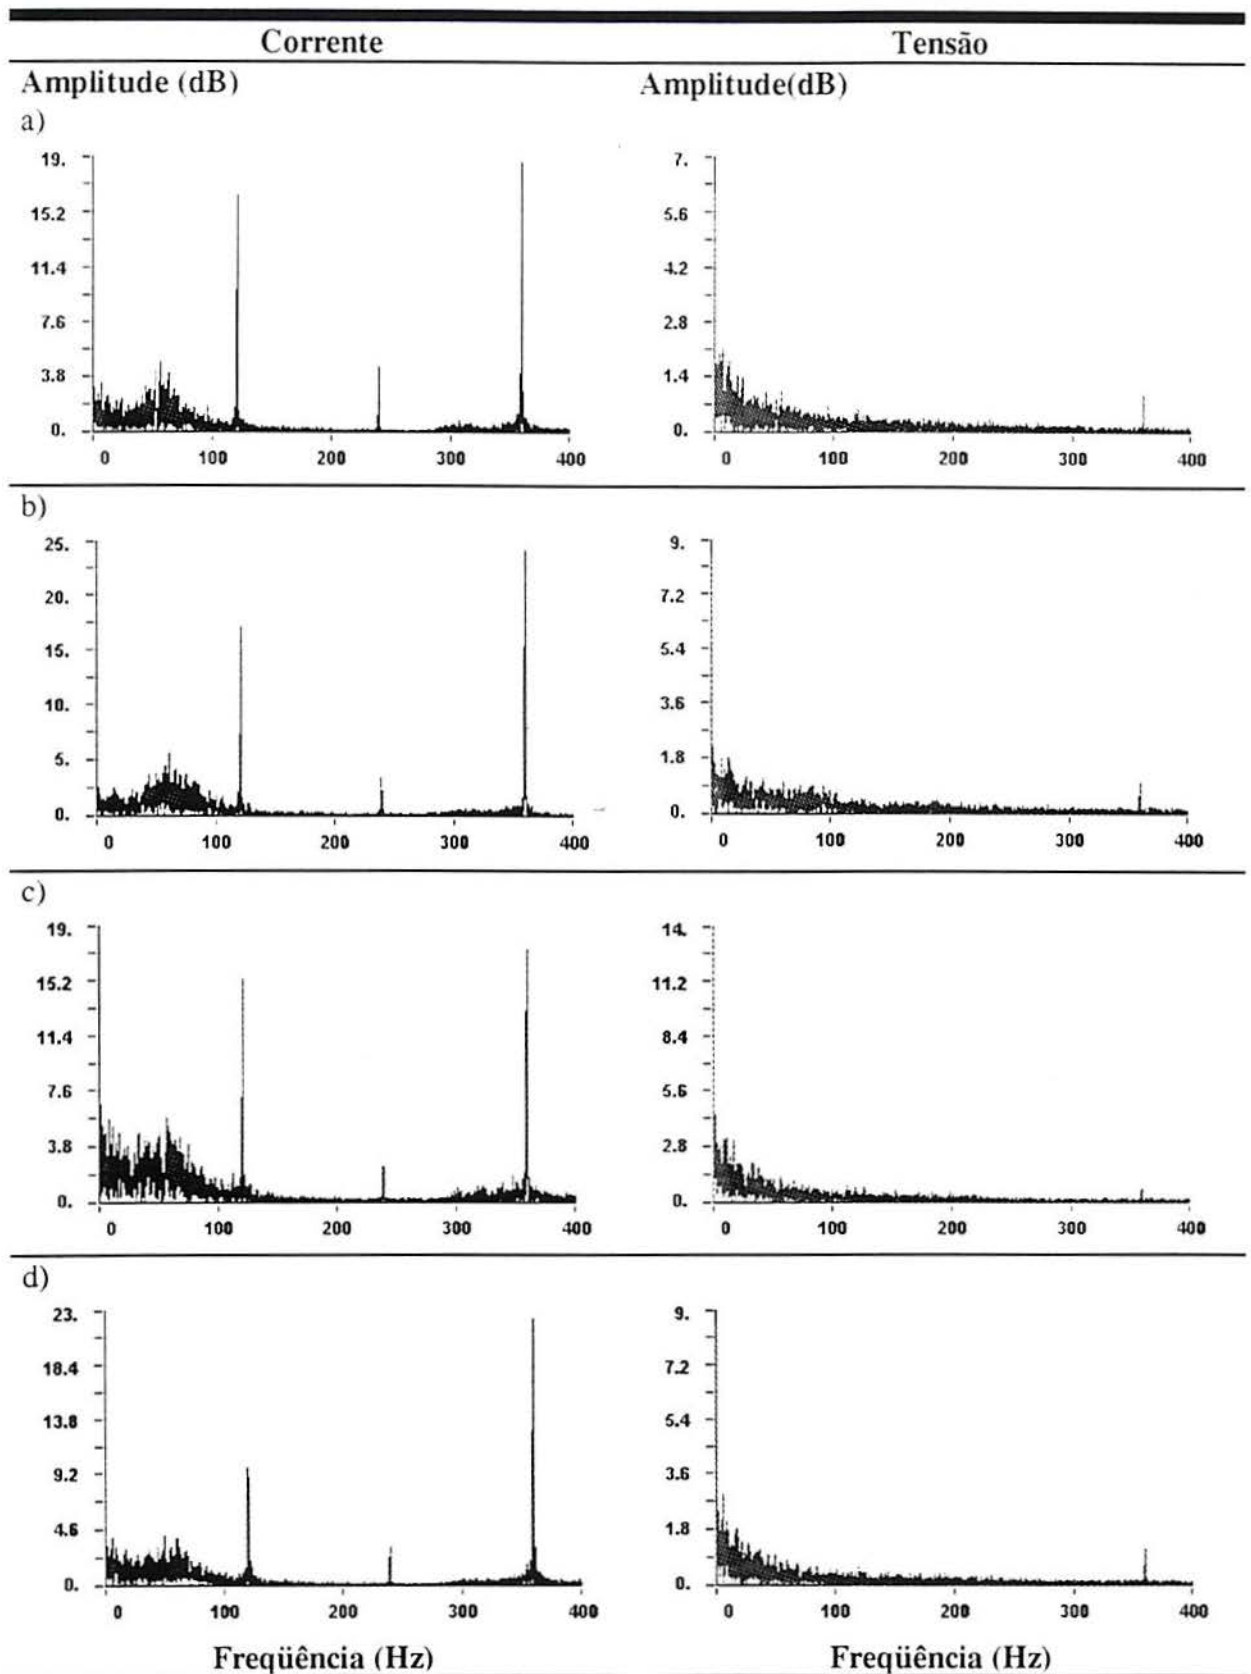 Corrente Tensão
Amplitude (dB) Amplitude(dB)
a)
19. 7.
15.2 5.6
11.4 4.2
7.6 2.8
3.8 1.4
0. 0.
0 100 200 300 400 0 100 200 300 400
b)
25. 9.
20. 7.2
15. 5.4
10. 3.6
5. 1.8
0. 0.
0 100 200 300 400 0 100 200 300 400
c)
19. 14.
15.2 11.2
11.4 8.4
7.6 5.6
3.8 2.8
0. 0.
0 100 200 300 400 0 100 200 300 400
d)
23. 9.
18.4 7.2
13.8 5.4
9.2 3.6
4.6 1.8
0. 0.
0 100 200 300 400 0 100 200 300 400
Freqüência (Hz) Freqüência (Hz)